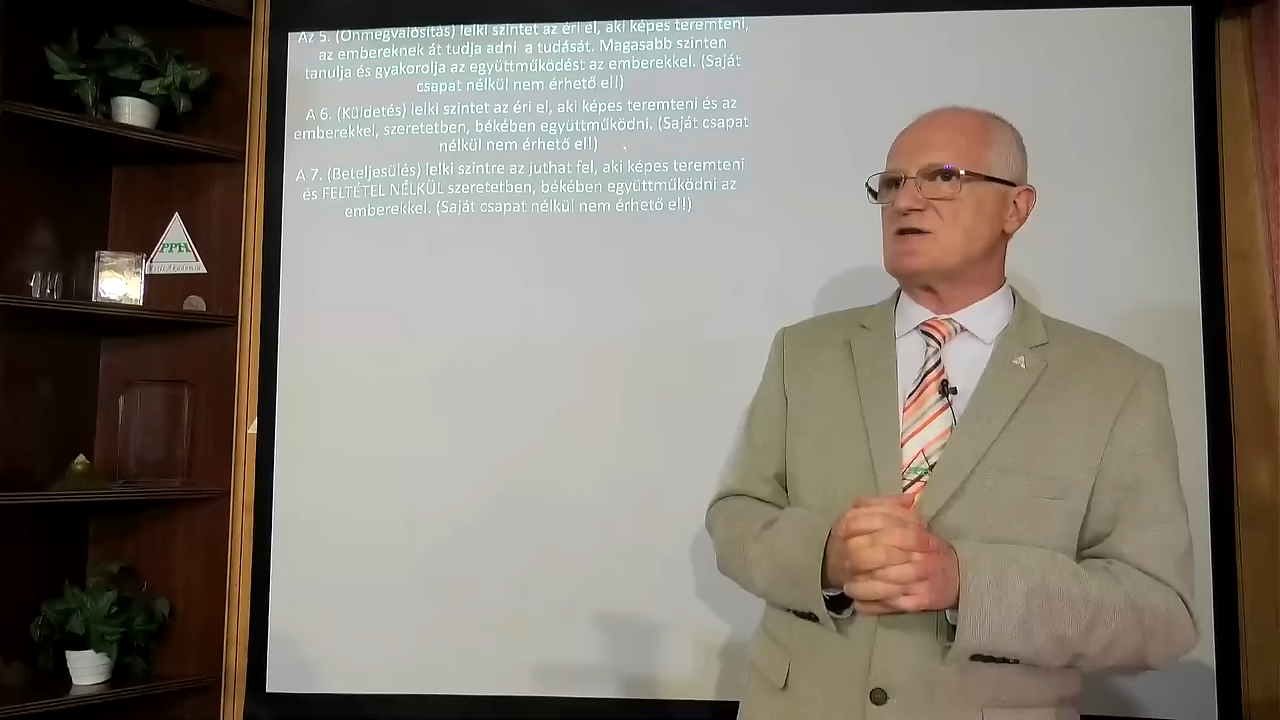 Az 5. (Önmegvalósítás) lelki szintet az éri el, aki képes teremteni,
az embereknek át tudja adni a tudását. Magasabb szinten
tanulja és gyakorolja az együttműködést az emberekkel. (Saját
csapat nélkül nem érhető el!)
A 6. (Küldetés) lelki szintet az éri el, aki képes teremteni és az
emberekkel, szeretetben, békében együttműködni. (Saját csapat
nélkül nem érhető el!)
A 7. (Beteljesülés) lelki szintre az juthat fel, aki képes teremteni
és FELTÉTEL NÉLKÜL szeretetben, békében együttműködni az
emberekkel. (Saját csapat nélkül nem érhető el!)
PPH